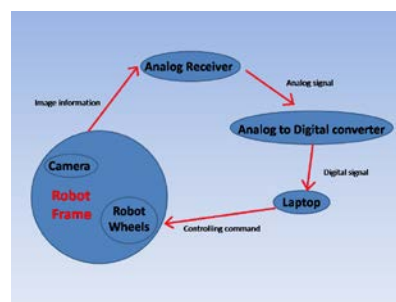 Analog Receiver
Analog signal
Image information
Analog to Digital converter
Camera
Digital signal
Robot
Frame
Robot
Wheels
Laptop
Controlling command